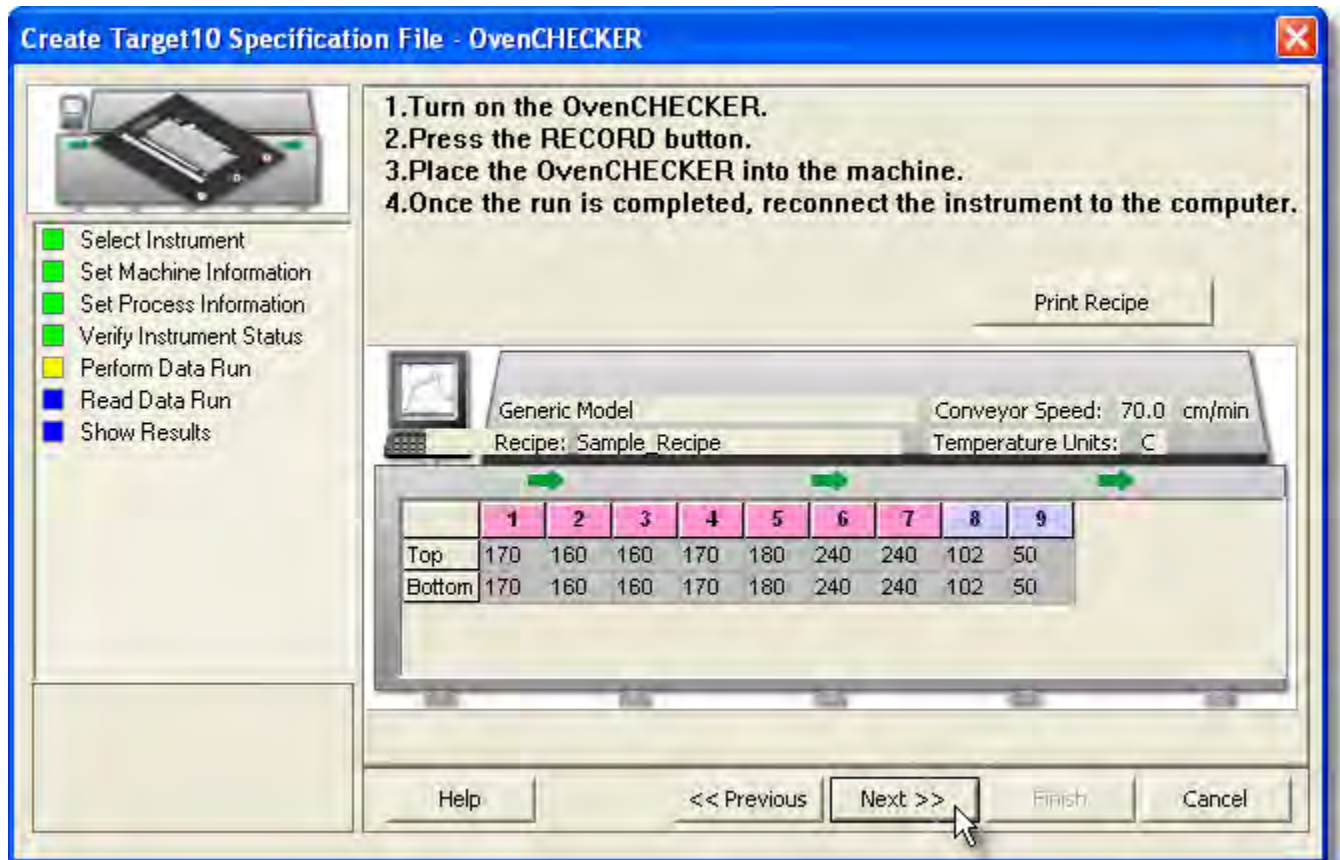 Create Target10 Specification File - OvenCHECKER
1.Turn on the OvenCHECKER.
2.Press the RECORD button.
3.Place the OvenCHECKER into the machine.
4.Once the run is completed, reconnect the instrument to the computer.
Select Instrument
Set Machine Information
Set Process Information
Verify Instrument Status
Perform Data Run
Read Data Run
Show Results
Print Recipe
Generic Model Conveyor Speed: 70.0 cm/min
Recipe: Sample_Recipe Temperature Units: C
1 2 3 4 5 6 7 8 9
Top 170 160 160 170 180 240 240 102 50
Bottom 170 160 160 170 180 240 240 102 50
Help << Previous Next >> Finish Cancel